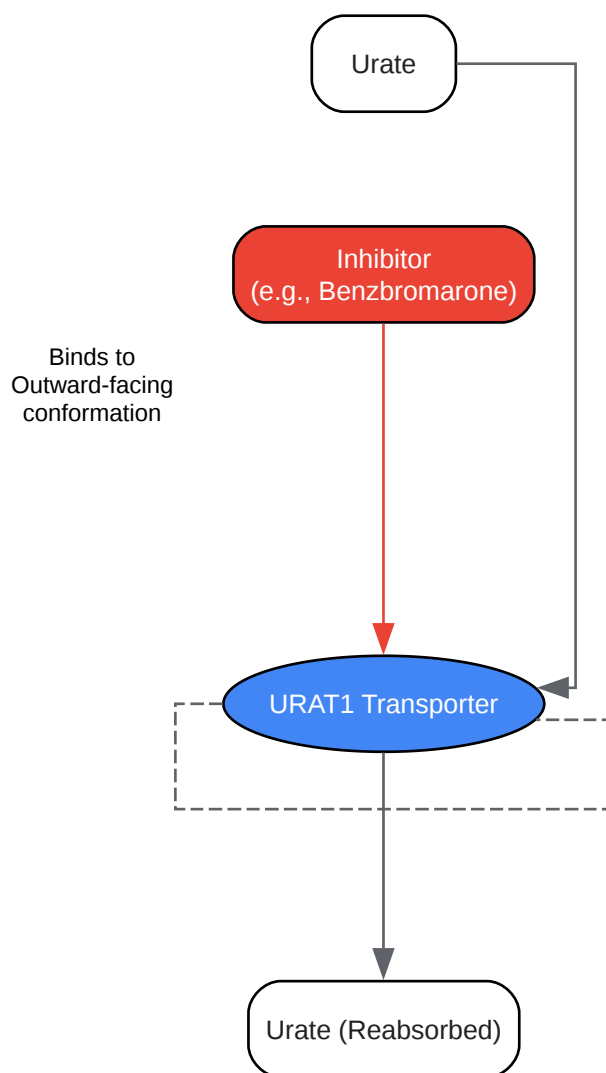 Urate
Inhibitor
(e.g., Benzbromarone)
Binds to
Outward-facing
conformation
URAT1 Transporter
Urate (Reabsorbed)